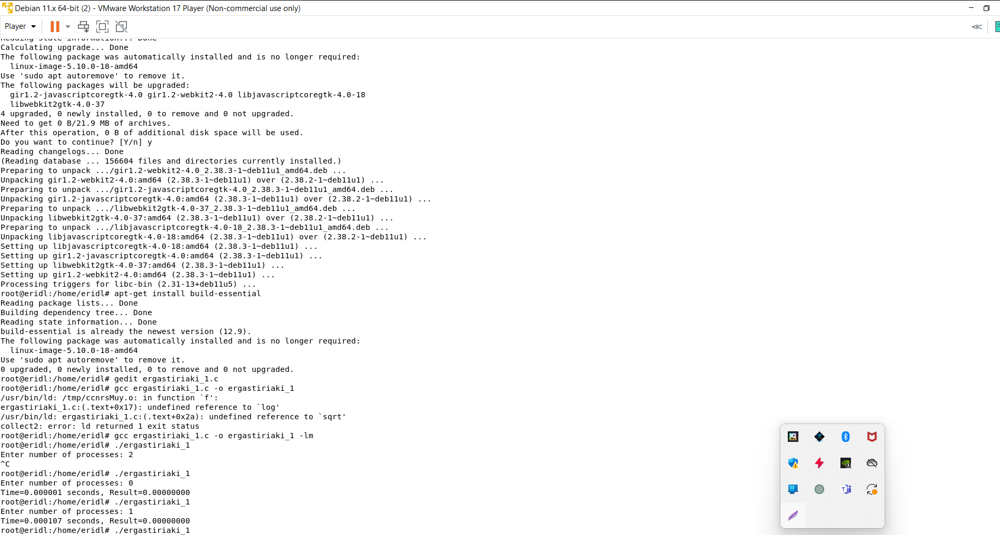 Debian 11.x 64-bit (2) - VMware Workstation 17 Player (Non-commercial use only)
Player
Reading state information... Done
Calculating upgrade... Done
The following package was automatically installed and is no longer required:
  linux-image-5.10.0-18-amd64
Use 'sudo apt autoremove' to remove it.
The following packages will be upgraded:
  gir1.2-javascriptcoregtk-4.0 gir1.2-webkit2-4.0 libjavascriptcoregtk-4.0-18
  libwebkit2gtk-4.0-37
4 upgraded, 0 newly installed, 0 to remove and 0 not upgraded.
Need to get 0 B/21.9 MB of archives.
After this operation, 0 B of additional disk space will be used.
Do you want to continue? [Y/n] y
Reading changelogs... Done
(Reading database ... 156604 files and directories currently installed.)
Preparing to unpack .../gir1.2-webkit2-4.0_2.38.3-1~deb11u1_amd64.deb ...
Unpacking gir1.2-webkit2-4.0:amd64 (2.38.3-1~deb11u1) over (2.38.2-1~deb11u1) ...
Preparing to unpack .../gir1.2-javascriptcoregtk-4.0_2.38.3-1~deb11u1_amd64.deb ...
Unpacking gir1.2-javascriptcoregtk-4.0:amd64 (2.38.3-1~deb11u1) over (2.38.2-1~deb11u1) ...
Preparing to unpack .../libwebkit2gtk-4.0-37_2.38.3-1~deb11u1_amd64.deb ...
Unpacking libwebkit2gtk-4.0-37:amd64 (2.38.3-1~deb11u1) over (2.38.2-1~deb11u1) ...
Preparing to unpack .../libjavascriptcoregtk-4.0-18_2.38.3-1~deb11u1_amd64.deb ...
Unpacking libjavascriptcoregtk-4.0-18:amd64 (2.38.3-1~deb11u1) over (2.38.2-1~deb11u1) ...
Setting up libjavascriptcoregtk-4.0-18:amd64 (2.38.3-1~deb11u1) ...
Setting up gir1.2-javascriptcoregtk-4.0:amd64 (2.38.3-1~deb11u1) ...
Setting up libwebkit2gtk-4.0-37:amd64 (2.38.3-1~deb11u1) ...
Setting up gir1.2-webkit2-4.0:amd64 (2.38.3-1~deb11u1) ...
Processing triggers for libc-bin (2.31-13+deb11u5) ...
root@eridl:/home/eridl# apt-get install build-essential
Reading package lists... Done
Building dependency tree... Done
Reading state information... Done
build-essential is already the newest version (12.9).
The following package was automatically installed and is no longer required:
  linux-image-5.10.0-18-amd64
Use 'sudo apt autoremove' to remove it.
0 upgraded, 0 newly installed, 0 to remove and 0 not upgraded.
root@eridl:/home/eridl# gedit ergastiriaki_1.c
root@eridl:/home/eridl# gcc ergastiriaki_1.c -o ergastiriaki_1
/usr/bin/ld: /tmp/ccnrsMuy.o: in function `f':
ergastiriaki_1.c:(.text+0x17): undefined reference to `log'
/usr/bin/ld: ergastiriaki_1.c:(.text+0x2a): undefined reference to `sqrt'
collect2: error: ld returned 1 exit status
root@eridl:/home/eridl# gcc ergastiriaki_1.c -o ergastiriaki_1 -lm
root@eridl:/home/eridl# ./ergastiriaki_1
Enter number of processes: 2
^C
root@eridl:/home/eridl# ./ergastiriaki_1
Enter number of processes: 0
Time=0.000001 seconds, Result=0.00000000
root@eridl:/home/eridl# ./ergastiriaki_1
Enter number of processes: 1
Time=0.000107 seconds, Result=0.00000000
root@eridl:/home/eridl# ./ergastiriaki_1